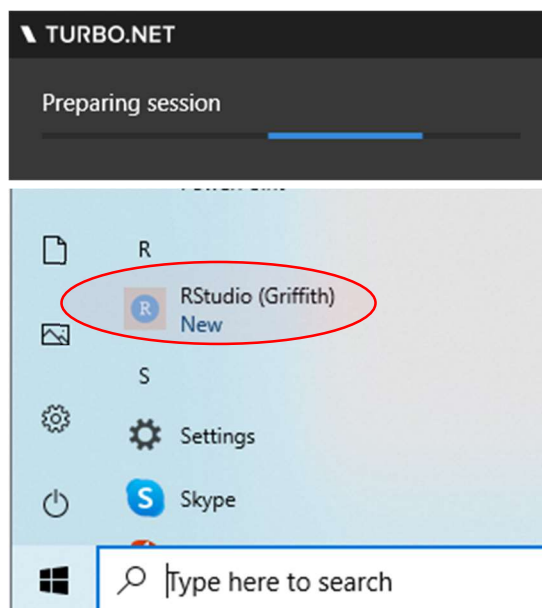 TURBO.NET
Preparing session
R
RStudio (Griffith)
New
S
Settings
Skype
Type here to search